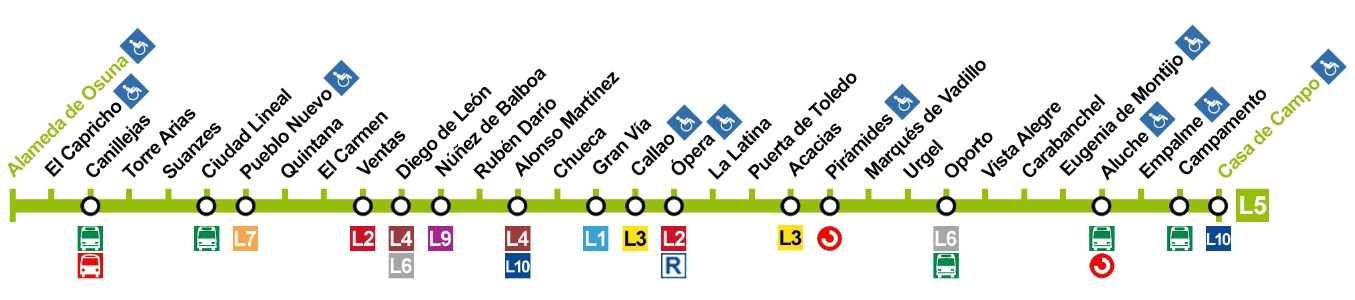 Alameda de Osuna
El Capricho
Canillejas
Torre Arias
Suanzes
Ciudad Lineal
Pueblo Nuevo
Quintana
El Carmen
Ventas
Diego de León
Núñez de Balboa
Rubén Darío
Alonso Martínez
Chueca
Gran Vía
Callao
Ópera
La Latina
Puerta de Toledo
Acacias
Pirámides
Marqués de Vadillo
Urgel
Oporto
Vista Alegre
Carabanchel
Eugenia de Montijo
Aluche
Empalme
Campamento
Casa de Campo
L5
L7
L2
L4
L6
L9
L4
L10
L1
L3
L2
R
L3
L6
L10